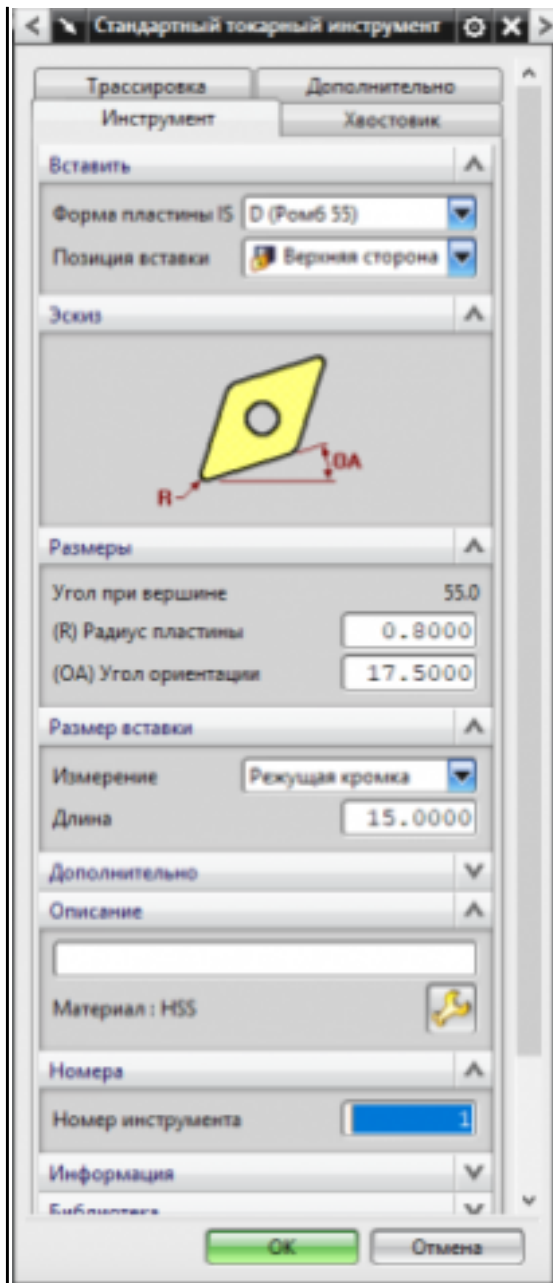 Стандартный токарный инструмент
Трассировка Дополнительно
Инструмент Хвостовик
Вставить
Форма пластины IS D (Ромб 55)
Позиция вставки Верхняя сторона
Эскиз
OA
R
Размеры
Угол при вершине 55.0
(R) Радиус пластины 0.8000
(OA) Угол ориентации 17.5000
Размер вставки
Измерение Режущая кромка
Длина 15.0000
Дополнительно
Описание
Материал : HSS
Номера
Номер инструмента 1
Информация
Библиотека
OK Отмена